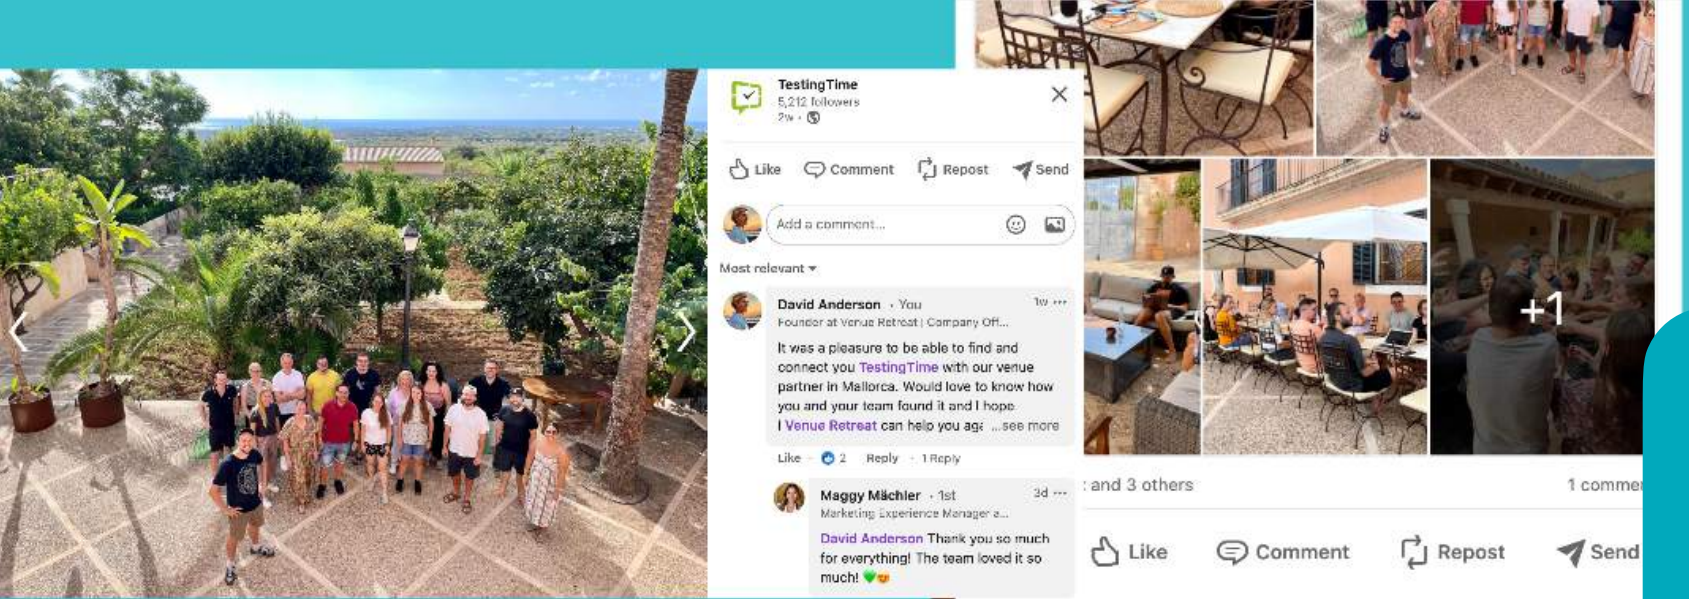 TestingTime
5,212 followers
2w •
Like Comment Repost Send
Add a comment...
Most relevant
David Anderson • You 1w •••
Founder at Venue Retreat | Company Off...
It was a pleasure to be able to find and
connect you TestingTime with our venue
partner in Mallorca. Would love to know how
you and your team found it and I hope
I Venue Retreat can help you aga ...see more
Like 2 Reply · 1 Reply
Maggy Mächler • 1st 3d •••
Marketing Experience Manager a...
David Anderson Thank you so much
for everything! The team loved it so
much! 💚😍
+1
and 3 others 1 comme
Like Comment Repost Send